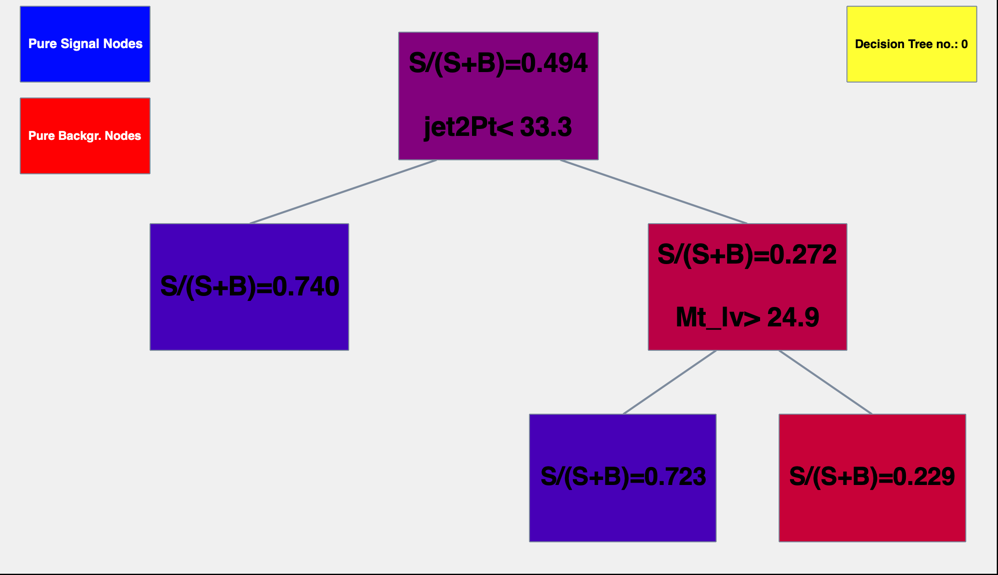 Pure Signal Nodes
Pure Backgr. Nodes
Decision Tree no.: 0
S/(S+B)=0.494
jet2Pt< 33.3
S/(S+B)=0.740
S/(S+B)=0.272
Mt_lv> 24.9
S/(S+B)=0.723
S/(S+B)=0.229